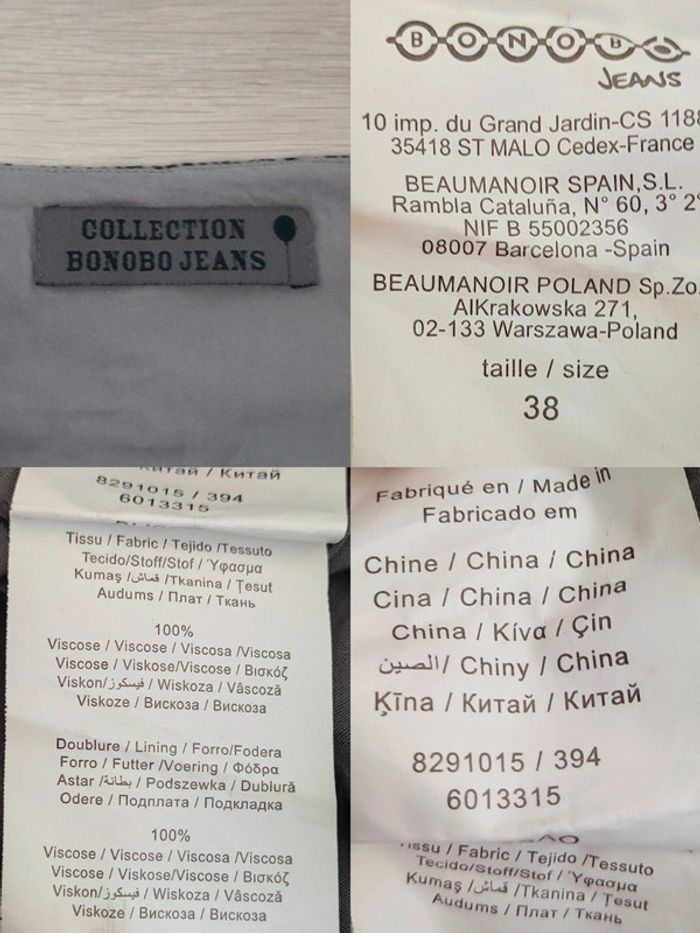 COLLECTION
BONOBO JEANS
BONOBO
JEANS
10 imp. du Grand Jardin-CS 1188
35418 ST MALO Cedex-France
BEAUMANOIR SPAIN,S.L.
Rambla Cataluña, N° 60, 3° 2°
NIF B 55002356
08007 Barcelona -Spain
BEAUMANOIR POLAND Sp.Zo.
AlKrakowska 271,
02-133 Warszawa-Poland
taille / size
38
Китай / Китай
8291015 / 394
6013315
Tissu / Fabric / Tejido /Tessuto
Tecido/Stoff/Stof / Ύφασμα
Kumaş /قماش/ /Tkanina / Ţesut
Audums / Плат / Ткань
100%
Viscose / Viscose / Viscosa /Viscosa
Viscose / Viskose/Viscose / Βισκόζ
Viskon/فيسكوز / Wiskoza / Vâscoză
Viskoze / Вискоза / Вискоза
Doublure / Lining / Forro/Fodera
Forro / Futter /Voering / Φόδρα
Astar /بطانة / Podszewka / Dublură
Odere / Подплата / Подкладка
100%
Viscose / Viscose / Viscosa /Viscosa
Viscose / Viskose/Viscose / Βισκόζ
Viskon/فيسكوز / Wiskoza / Vâscoză
Viskoze / Вискоза / Вискоза
Fabriqué en / Made in
Fabricado em
Chine / China / China
Cina / China / China
China / Κίνα / Çin
الصين/ Chiny / China
Ķīna / Китай / Китай
8291015 / 394
6013315
Tissu / Fabric / Tejido /Tessuto
Tecido/Stoff/Stof / Ύφασμα
Kumaş /قماش/ /Tkanina / Ţesut
Audums / Плат / Ткань